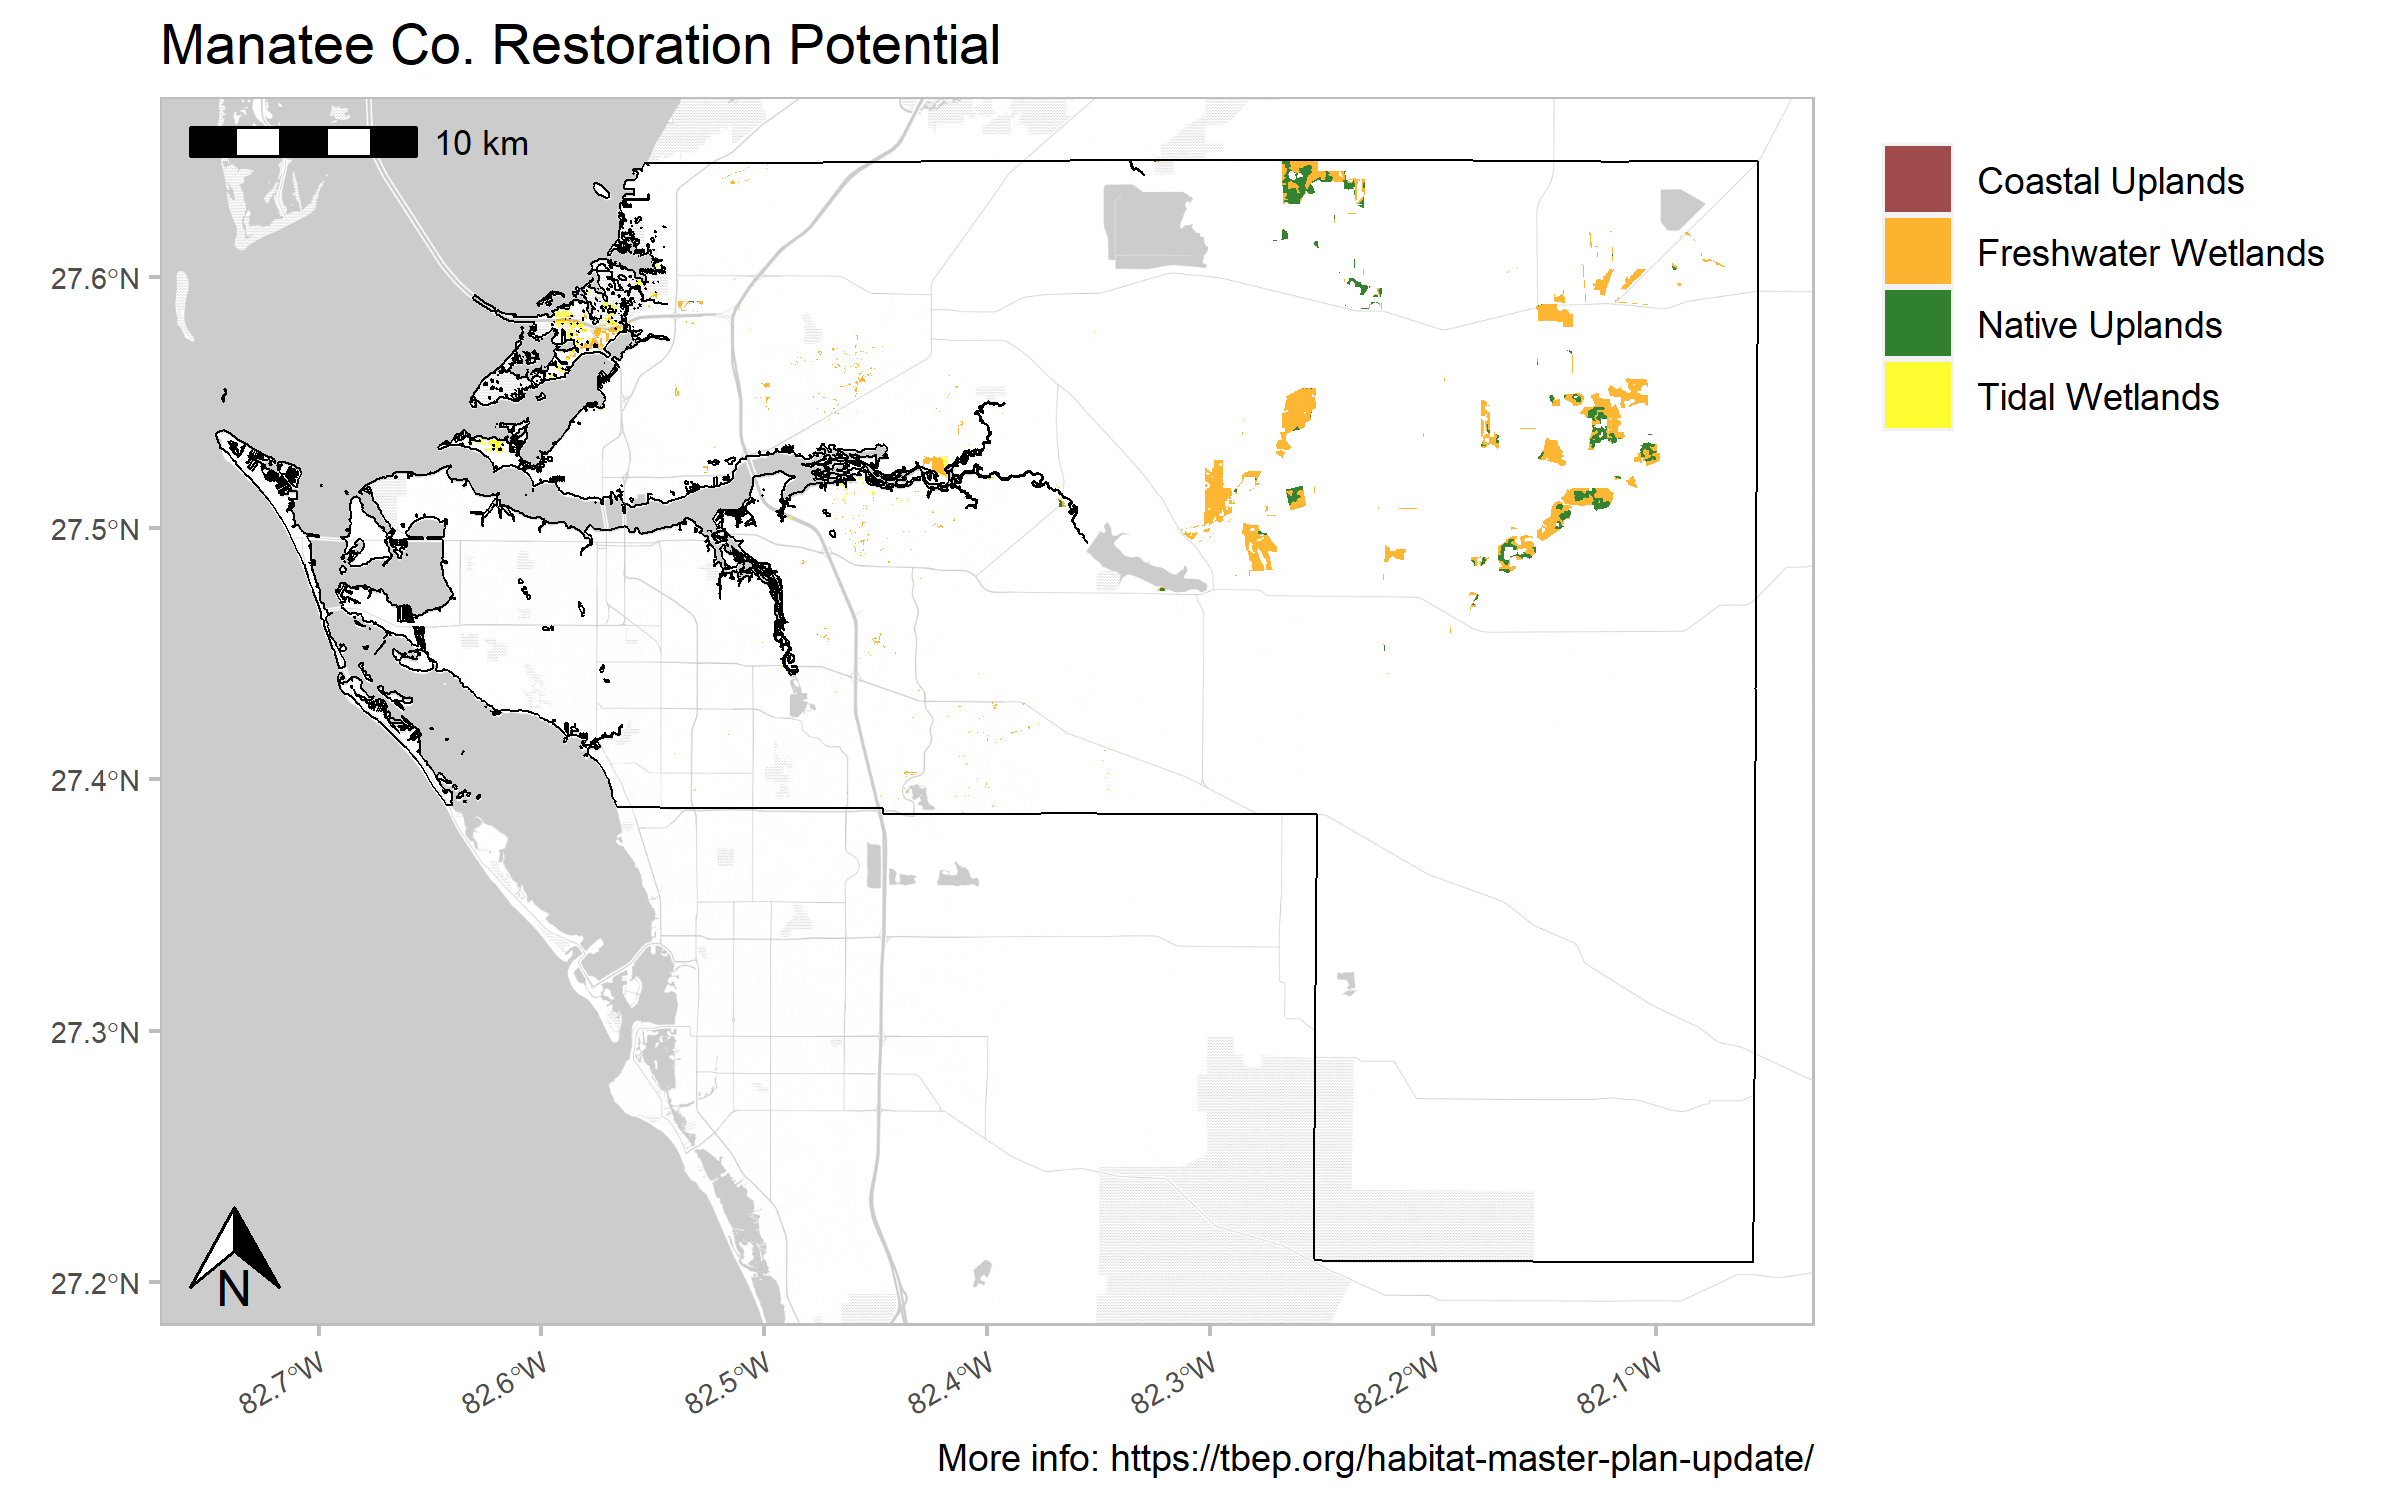 Manatee Co. Restoration Potential
10 km
Coastal Uplands
Freshwater Wetlands
Native Uplands
Tidal Wetlands
27.6°N
27.5°N
27.4°N
27.3°N
27.2°N
N
82.7°W
82.6°W
82.5°W
82.4°W
82.3°W
82.2°W
82.1°W
More info: https://tbep.org/habitat-master-plan-update/